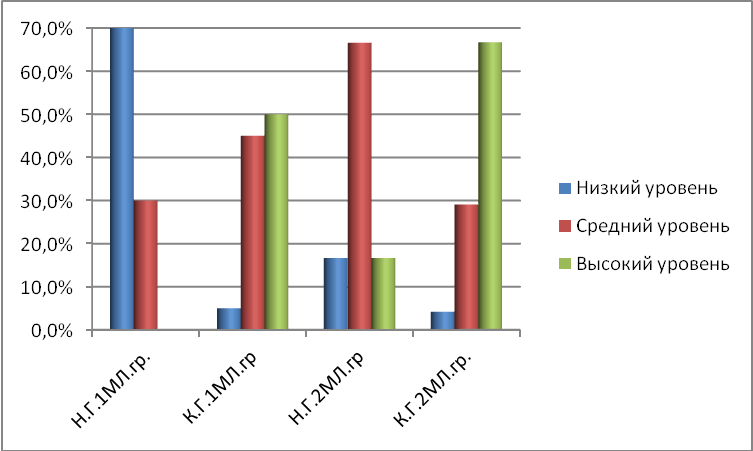 70,0%
60,0%
50,0%
40,0%
30,0%
20,0%
10,0%
0,0%
Н.Г.1МЛ.гр.
К.Г.1МЛ.гр
Н.Г.2МЛ.гр
К.Г.2МЛ.гр.
Низкий уровень
Средний уровень
Высокий уровень